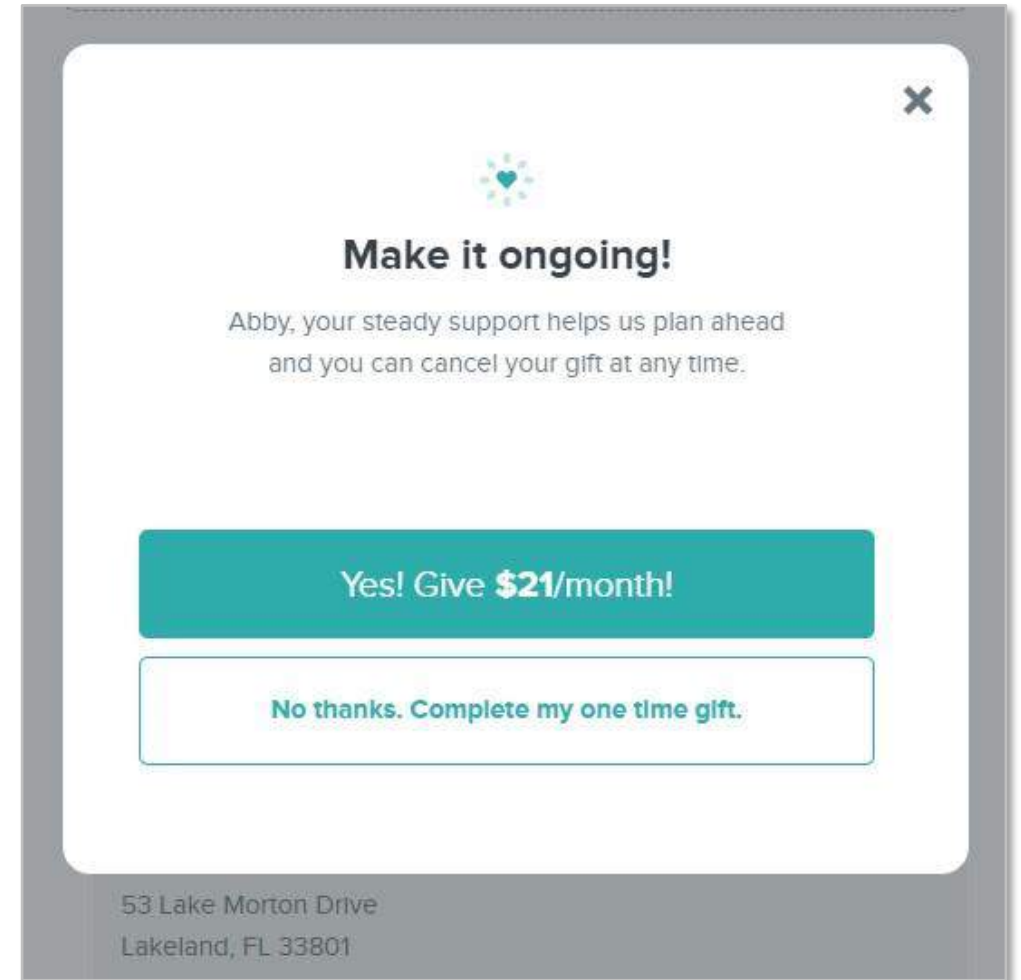 Make it ongoing!
Abby, your steady support helps us plan ahead
and you can cancel your gift at any time.
Yes! Give $21/month!
No thanks. Complete my one time gift.
53 Lake Morton Drive
Lakeland, FL 33801